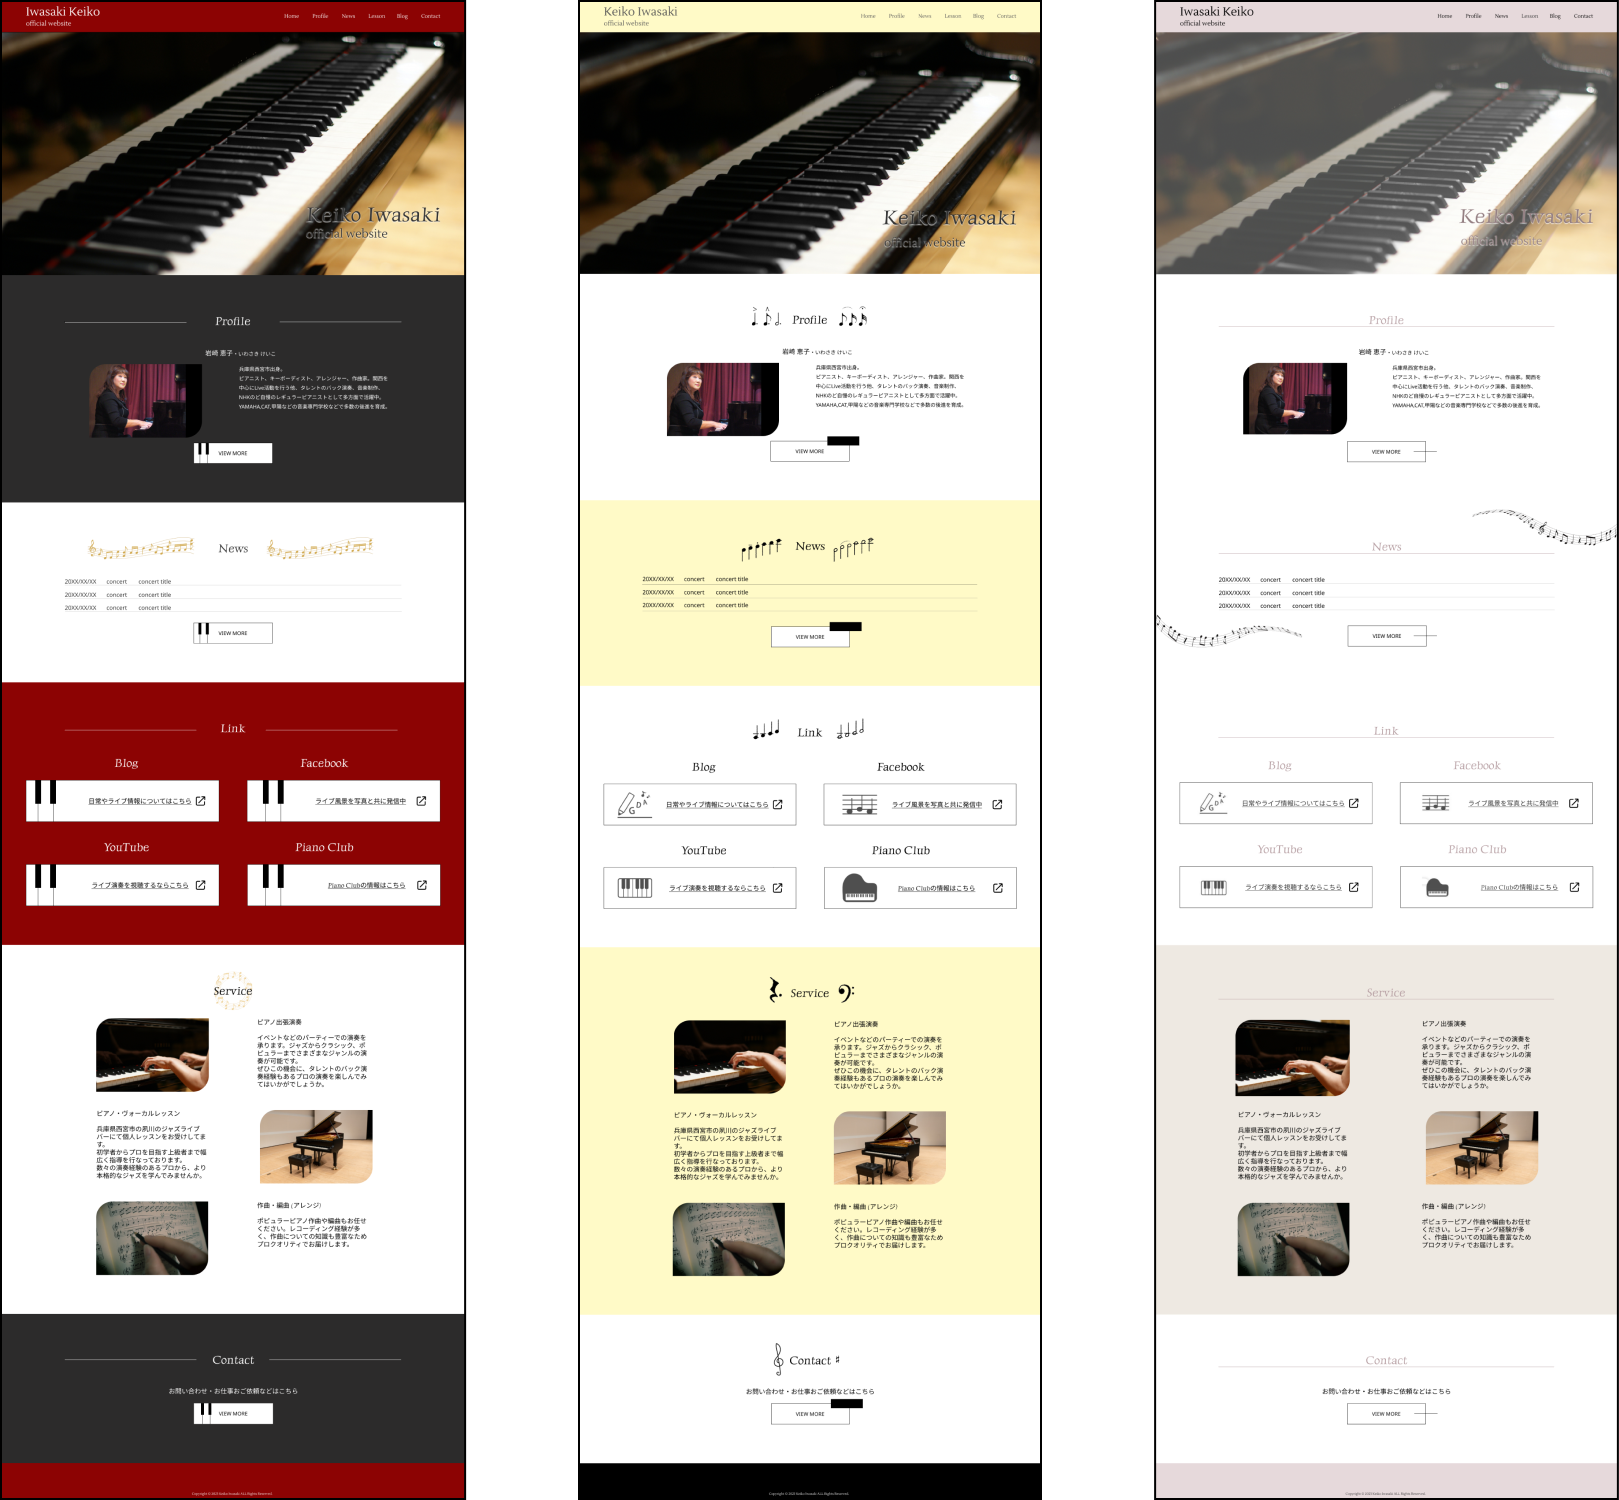 Iwasaki Keiko
official website
Home Profile News Lesson Blog Contact
Keiko Iwasaki
official website
Profile
岩崎 恵子・いわさき けいこ
兵庫県西宮市出身。
ピアニスト、キーボーディスト、アレンジャー、作曲家。関西を
中心にLive活動を行う他、タレントのバック演奏、音楽制作、
NHKのど自慢のレギュラーピアニストとして多方面で活躍中。
YAMAHA,CAT,甲陽などの音楽専門学校などで多数の後進を育成。
VIEW MORE
News
20XX/XX/XX concert concert title
20XX/XX/XX concert concert title
20XX/XX/XX concert concert title
VIEW MORE
Link
Blog
Facebook
日常やライブ情報についてはこちら
ライブ風景を写真と共に発信中
YouTube
Piano Club
ライブ演奏を視聴するならこちら
Piano Clubの情報はこちら
Service
ピアノ出張演奏
イベントなどのパーティーでの演奏を
承ります。ジャズからクラシック、ポ
ピュラーまでさまざまなジャンルの演
奏が可能です。
ぜひこの機会に、タレントのバック演
奏経験もあるプロの演奏を楽しんでみ
てはいかがでしょうか。
ピアノ・ヴォーカルレッスン
兵庫県西宮市の夙川のジャズライブ
バーにて個人レッスンをお受けしてま
す。
初学者からプロを目指す上級者まで幅
広く指導を行なっております。
数々の演奏経験のあるプロから、より
本格的なジャズを学んでみませんか。
作曲・編曲 (アレンジ)
ポピュラーピアノ作曲や編曲もお任せ
ください。レコーディング経験が多
く、作曲についての知識も豊富なため
プロクオリティでお届けします。
Contact
お問い合わせ・お仕事おご依頼などはこちら
VIEW MORE
Keiko Iwasaki
official website
Home Profile News Lesson Blog Contact
Keiko Iwasaki
official website
Profile
岩崎 恵子・いわさき けいこ
兵庫県西宮市出身。
ピアニスト、キーボーディスト、アレンジャー、作曲家。関西を
中心にLive活動を行う他、タレントのバック演奏、音楽制作、
NHKのど自慢のレギュラーピアニストとして多方面で活躍中。
YAMAHA,CAT,甲陽などの音楽専門学校などで多数の後進を育成。
VIEW MORE
News
20XX/XX/XX concert concert title
20XX/XX/XX concert concert title
20XX/XX/XX concert concert title
VIEW MORE
Link
Blog
Facebook
日常やライブ情報についてはこちら
ライブ風景を写真と共に発信中
YouTube
Piano Club
ライブ演奏を視聴するならこちら
Piano Clubの情報はこちら
Service
ピアノ出張演奏
イベントなどのパーティーでの演奏を
承ります。ジャズからクラシック、ポ
ピュラーまでさまざまなジャンルの演
奏が可能です。
ぜひこの機会に、タレントのバック演
奏経験もあるプロの演奏を楽しんでみ
てはいかがでしょうか。
ピアノ・ヴォーカルレッスン
兵庫県西宮市の夙川のジャズライブ
バーにて個人レッスンをお受けしてま
す。
初学者からプロを目指す上級者まで幅
広く指導を行なっております。
数々の演奏経験のあるプロから、より
本格的なジャズを学んでみませんか。
作曲・編曲 (アレンジ)
ポピュラーピアノ作曲や編曲もお任せ
ください。レコーディング経験が多
く、作曲についての知識も豊富なため
プロクオリティでお届けします。
Contact
お問い合わせ・お仕事おご依頼などはこちら
VIEW MORE
Iwasaki Keiko
official website
Home Profile News Lesson Blog Contact
Keiko Iwasaki
official website
Profile
岩崎 恵子・いわさき けいこ
兵庫県西宮市出身。
ピアニスト、キーボーディスト、アレンジャー、作曲家。関西を
中心にLive活動を行う他、タレントのバック演奏、音楽制作、
NHKのど自慢のレギュラーピアニストとして多方面で活躍中。
YAMAHA,CAT,甲陽などの音楽専門学校などで多数の後進を育成。
VIEW MORE
News
20XX/XX/XX concert concert title
20XX/XX/XX concert concert title
20XX/XX/XX concert concert title
VIEW MORE
Link
Blog
Facebook
日常やライブ情報についてはこちら
ライブ風景を写真と共に発信中
YouTube
Piano Club
ライブ演奏を視聴するならこちら
Piano Clubの情報はこちら
Service
ピアノ出張演奏
イベントなどのパーティーでの演奏を
承ります。ジャズからクラシック、ポ
ピュラーまでさまざまなジャンルの演
奏が可能です。
ぜひこの機会に、タレントのバック演
奏経験もあるプロの演奏を楽しんでみ
てはいかがでしょうか。
ピアノ・ヴォーカルレッスン
兵庫県西宮市の夙川のジャズライブ
バーにて個人レッスンをお受けしてま
す。
初学者からプロを目指す上級者まで幅
広く指導を行なっております。
数々の演奏経験のあるプロから、より
本格的なジャズを学んでみませんか。
作曲・編曲 (アレンジ)
ポピュラーピアノ作曲や編曲もお任せ
ください。レコーディング経験が多
く、作曲についての知識も豊富なため
プロクオリティでお届けします。
Contact
お問い合わせ・お仕事おご依頼などはこちら
VIEW MORE